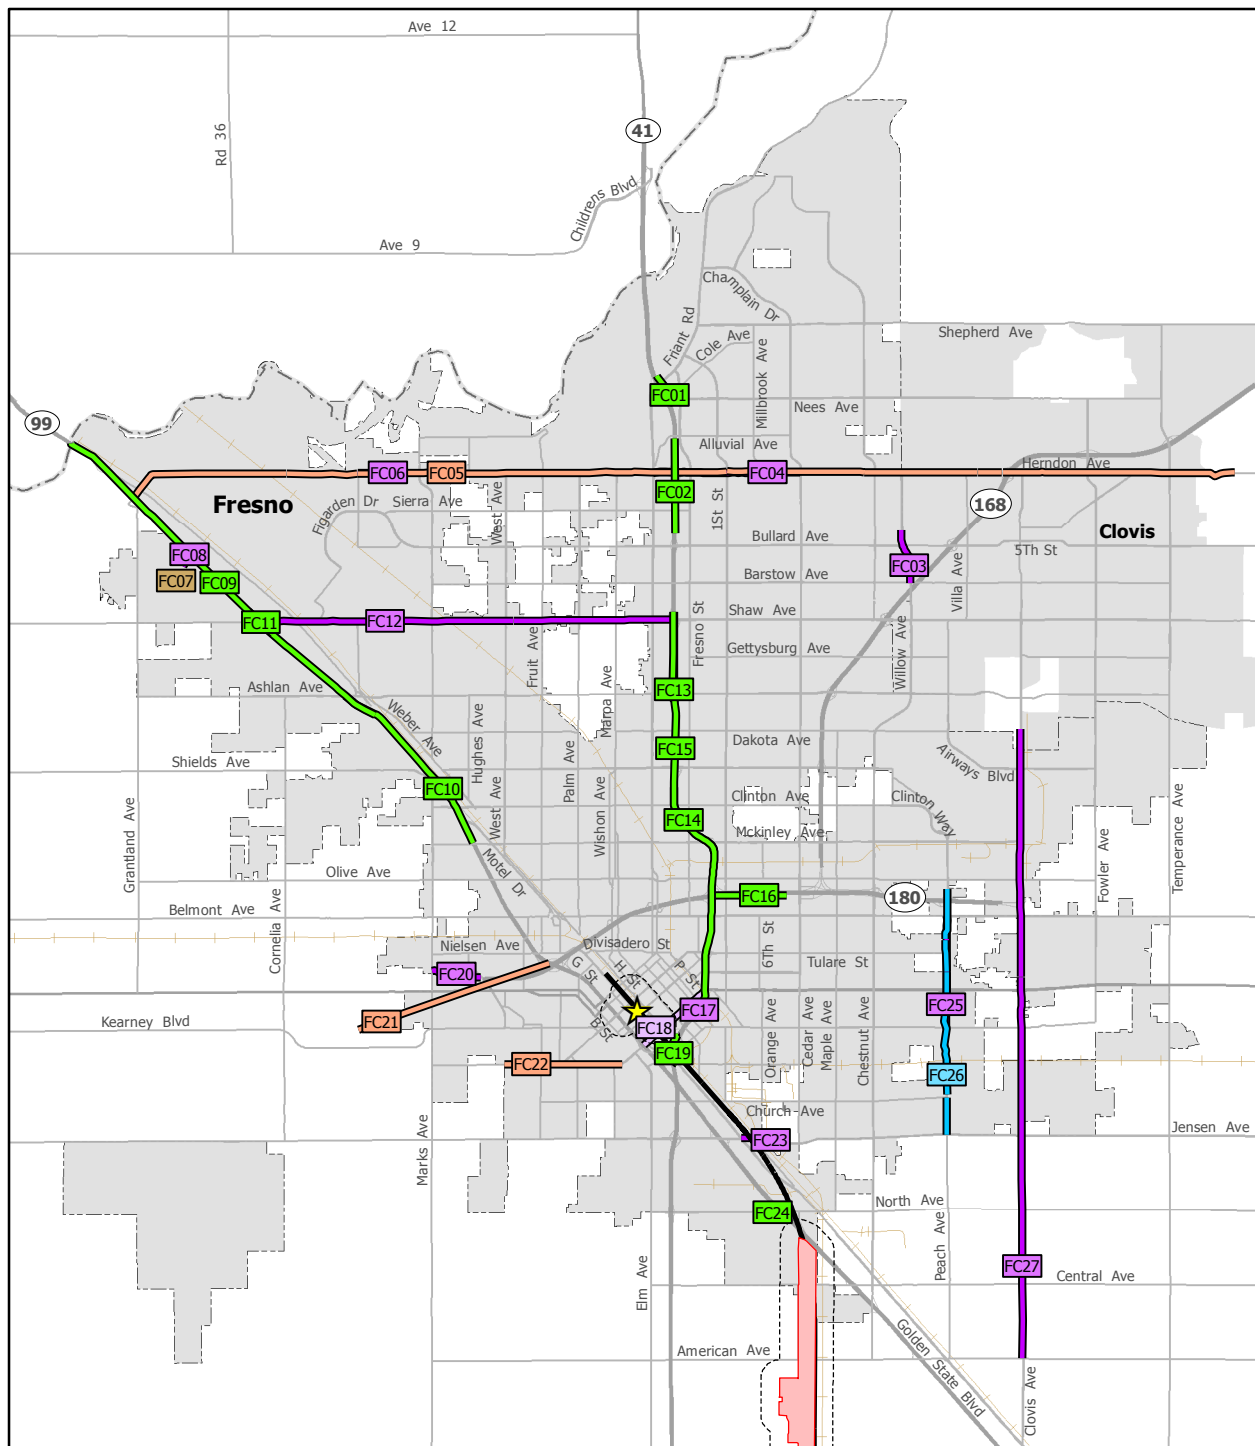 Ave 12
Rd 36
41
Childrens Blvd
Ave 9
Champlain Dr
Friant Rd
Cole Ave
Shepherd Ave
Millbrook Ave
FC01
Nees Ave
99
Alluvial Ave
Herndon Ave
FC06
FC05
FC04
Fresno
Figarden Dr
Sierra Ave
West Ave
FC02
1St St
168
Clovis
Bullard Ave
5Th St
FC08
FC07
FC09
Barstow Ave
FC03
Villa Ave
FC11
FC12
Shaw Ave
Fresno St
Gettysburg Ave
Fruit Ave
Willow Ave
Ashlan Ave
Marpa Ave
FC13
Weber Ave
Hughes Ave
Dakota Ave
FC15
Shields Ave
Palm Ave
Airways Blvd
FC10
West Ave
Wishon Ave
Clinton Ave
Clinton Way
FC14
Mckinley Ave
Grantland Ave
Fowler Ave
Temperance Ave
Motel Dr
Olive Ave
FC16
180
Belmont Ave
Cornelia Ave
Nielsen Ave
Divisadero St
6Th St
G St
H St
P St
Tulare St
FC20
FC17
FC25
FC21
Kearney Blvd
B St
FC18
Orange Ave
Cedar Ave
Maple Ave
Chestnut Ave
FC19
FC22
FC26
Church Ave
Marks Ave
FC23
Jensen Ave
North Ave
FC24
Peach Ave
Elm Ave
FC27
Central Ave
American Ave
Golden State Blvd
Clovis Ave